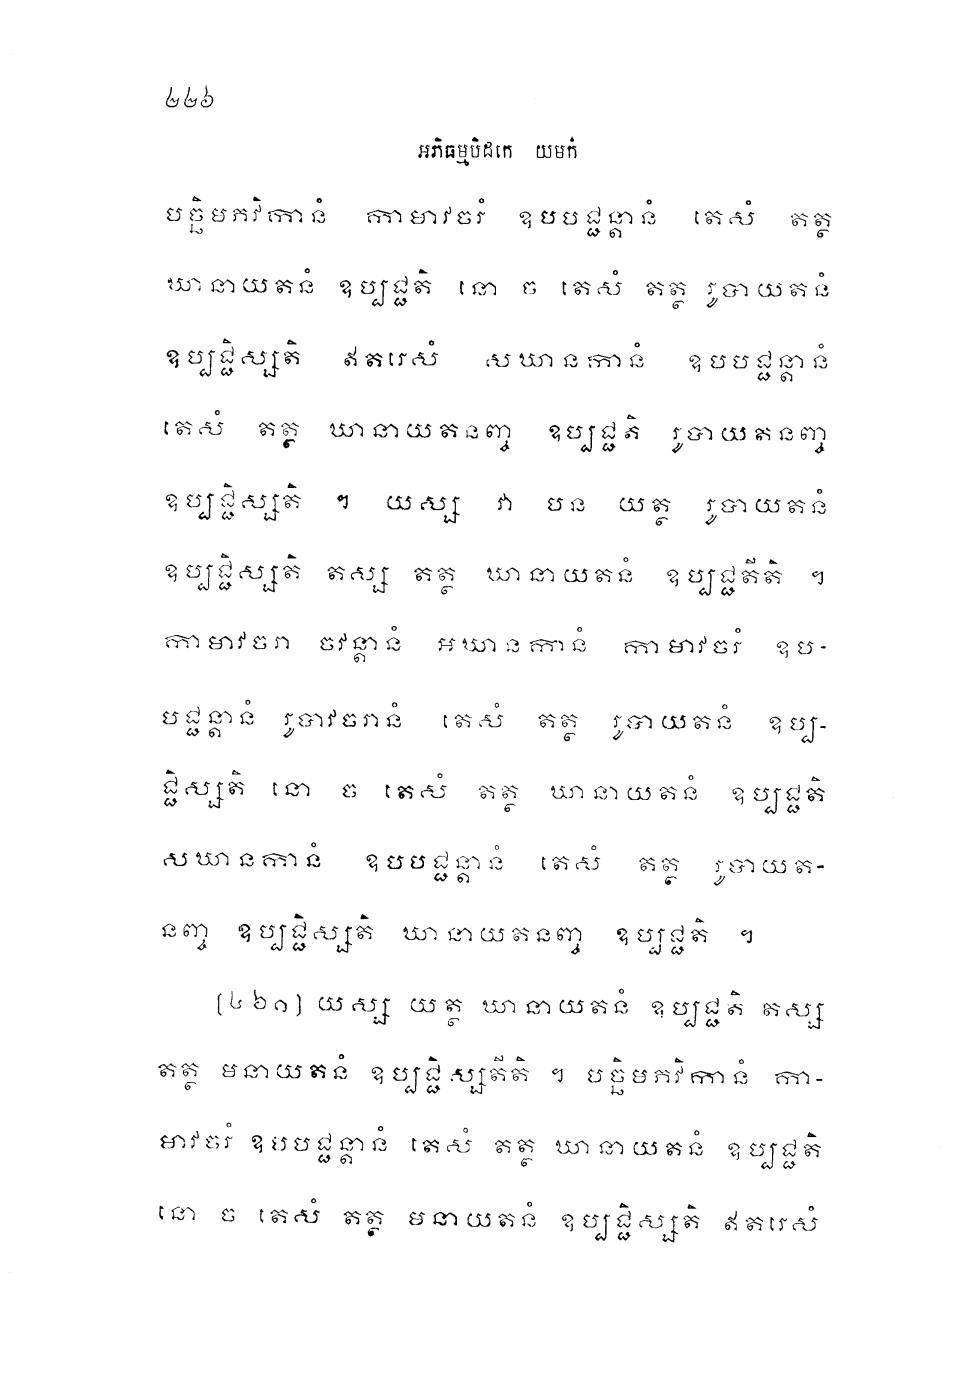 ២២៦
អភិធម្មបិដកេ យមកំ
បច្ឆិមភវិកានំ កាមាវចរំ ឧបបជ្ជន្តានំ តេសំ តត្ថ
ឃានាយតនំ ឧប្បជ្ជតិ នោ ច តេសំ តត្ថ រូបាយតនំ
ឧប្បជ្ជិស្សតិ ឥតរេសំ សឃានកានំ ឧបបជ្ជន្តានំ
តេសំ តត្ថ ឃានាយតនញ្ច ឧប្បជ្ជតិ រូបាយតនញ្ច
ឧប្បជ្ជិស្សតិ ។ យស្ស វា បន យត្ថ រូបាយតនំ
ឧប្បជ្ជិស្សតិ តស្ស តត្ថ ឃានាយតនំ ឧប្បជ្ជតីតិ ។
កាមាវចរា ចវន្តានំ អឃានកានំ កាមាវចរំ ឧប-
បជ្ជន្តានំ រូបាវចរានំ តេសំ តត្ថ រូបាយតនំ ឧប្ប-
ជ្ជិស្សតិ នោ ច តេសំ តត្ថ ឃានាយតនំ ឧប្បជ្ជតិ
សឃានកានំ ឧបបជ្ជន្តានំ តេសំ តត្ថ រូបាយត-
នញ្ច ឧប្បជ្ជិស្សតិ ឃានាយតនញ្ច ឧប្បជ្ជតិ ។
(៤៦១) យស្ស យត្ថ ឃានាយតនំ ឧប្បជ្ជតិ តស្ស
តត្ថ មនាយតនំ ឧប្បជ្ជិស្សតីតិ ។ បច្ឆិមភវិកានំ កា-
មាវចរំ ឧបបជ្ជន្តានំ តេសំ តត្ថ ឃានាយតនំ ឧប្បជ្ជតិ
នោ ច តេសំ តត្ថ មនាយតនំ ឧប្បជ្ជិស្សតិ ឥតរេសំ